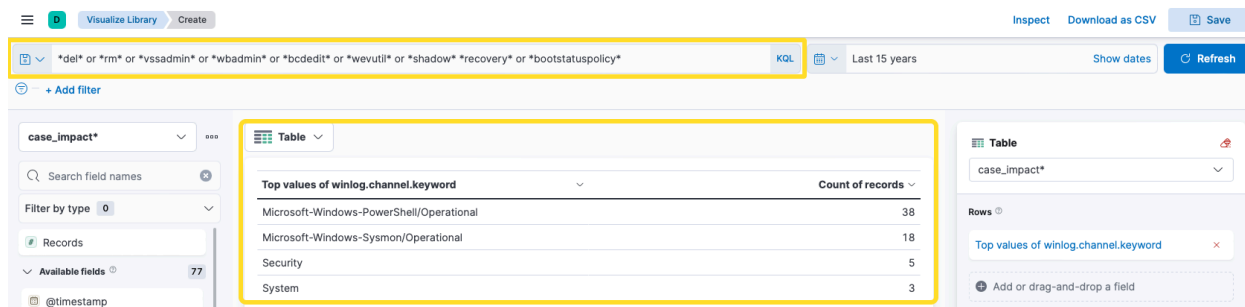 D Visualize Library Create Inspect Download as CSV Save
*del* or *rm* or *vssadmin* or *wbadmin* or *bcdedit* or *wevutil* or *shadow* *recovery* or *bootstatuspolicy* KQL Last 15 years Show dates Refresh
+ Add filter
case_impact*
Search field names
Filter by type 0
# Records
Available fields 77
@timestamp
Table
Top values of winlog.channel.keyword Count of records
Microsoft-Windows-PowerShell/Operational 38
Microsoft-Windows-Sysmon/Operational 18
Security 5
System 3
Table
case_impact*
Rows
Top values of winlog.channel.keyword
Add or drag-and-drop a field